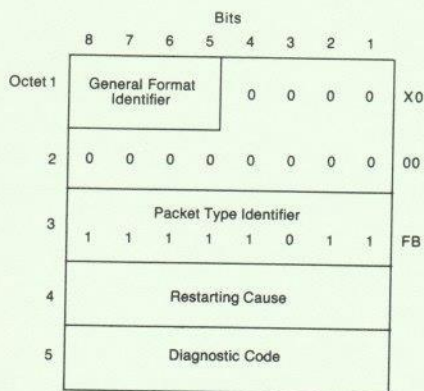 Bits
8 7 6 5 4 3 2 1
Octet 1 General Format Identifier 0 0 0 0 X0
2 0 0 0 0 0 0 0 0 00
Packet Type Identifier
3 1 1 1 1 1 0 1 1 FB
4 Restarting Cause
5 Diagnostic Code